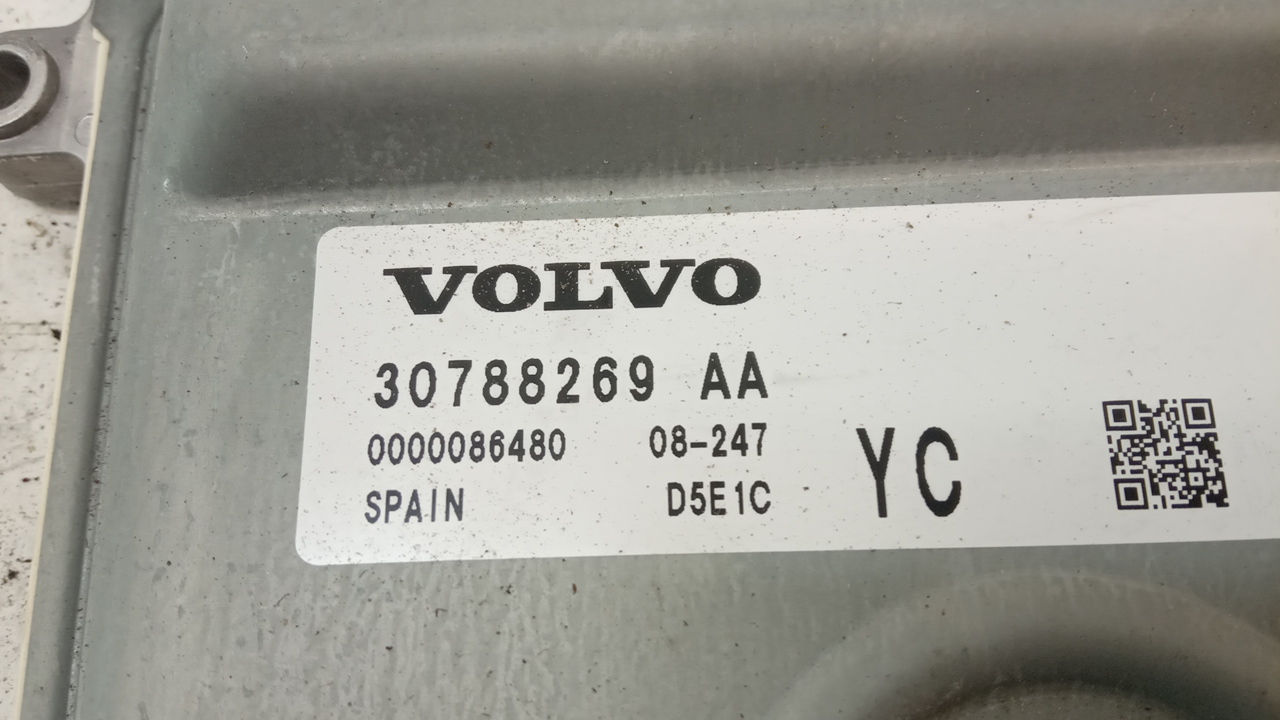 VOLVO
30788269 AA
0000086480 08-247
SPAIN D5E1C
YC